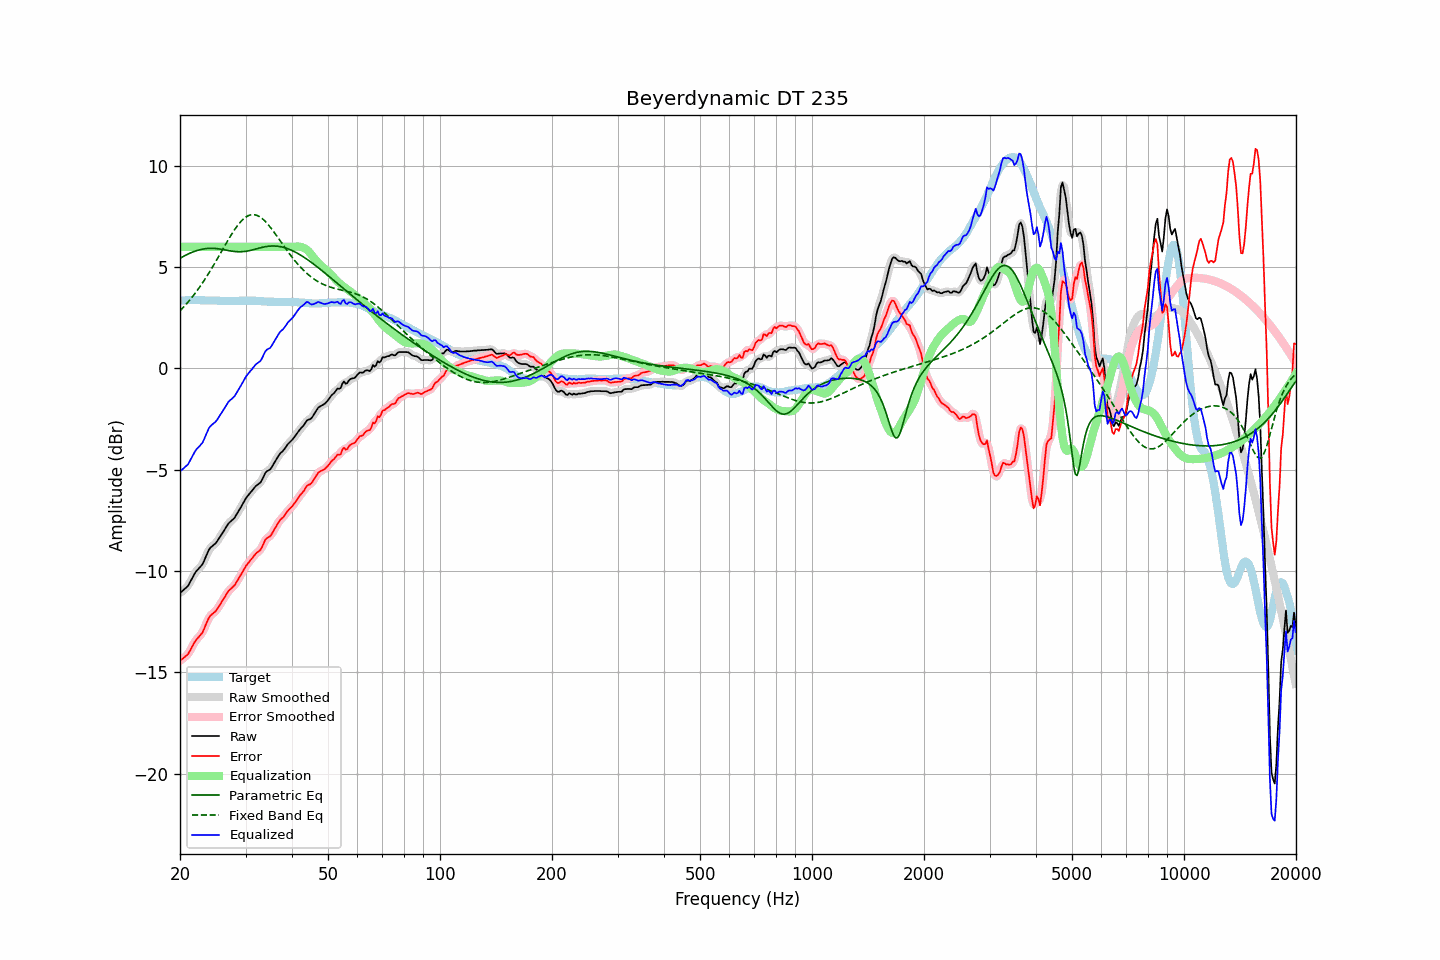 Beyerdynamic DT 235
Amplitude (dBr)
10
5
0
−5
−10
−15
−20
Target
Raw Smoothed
Error Smoothed
Raw
Error
Equalization
Parametric Eq
Fixed Band Eq
Equalized
20 50 100 200 500 1000 2000 5000 10000 20000
Frequency (Hz)